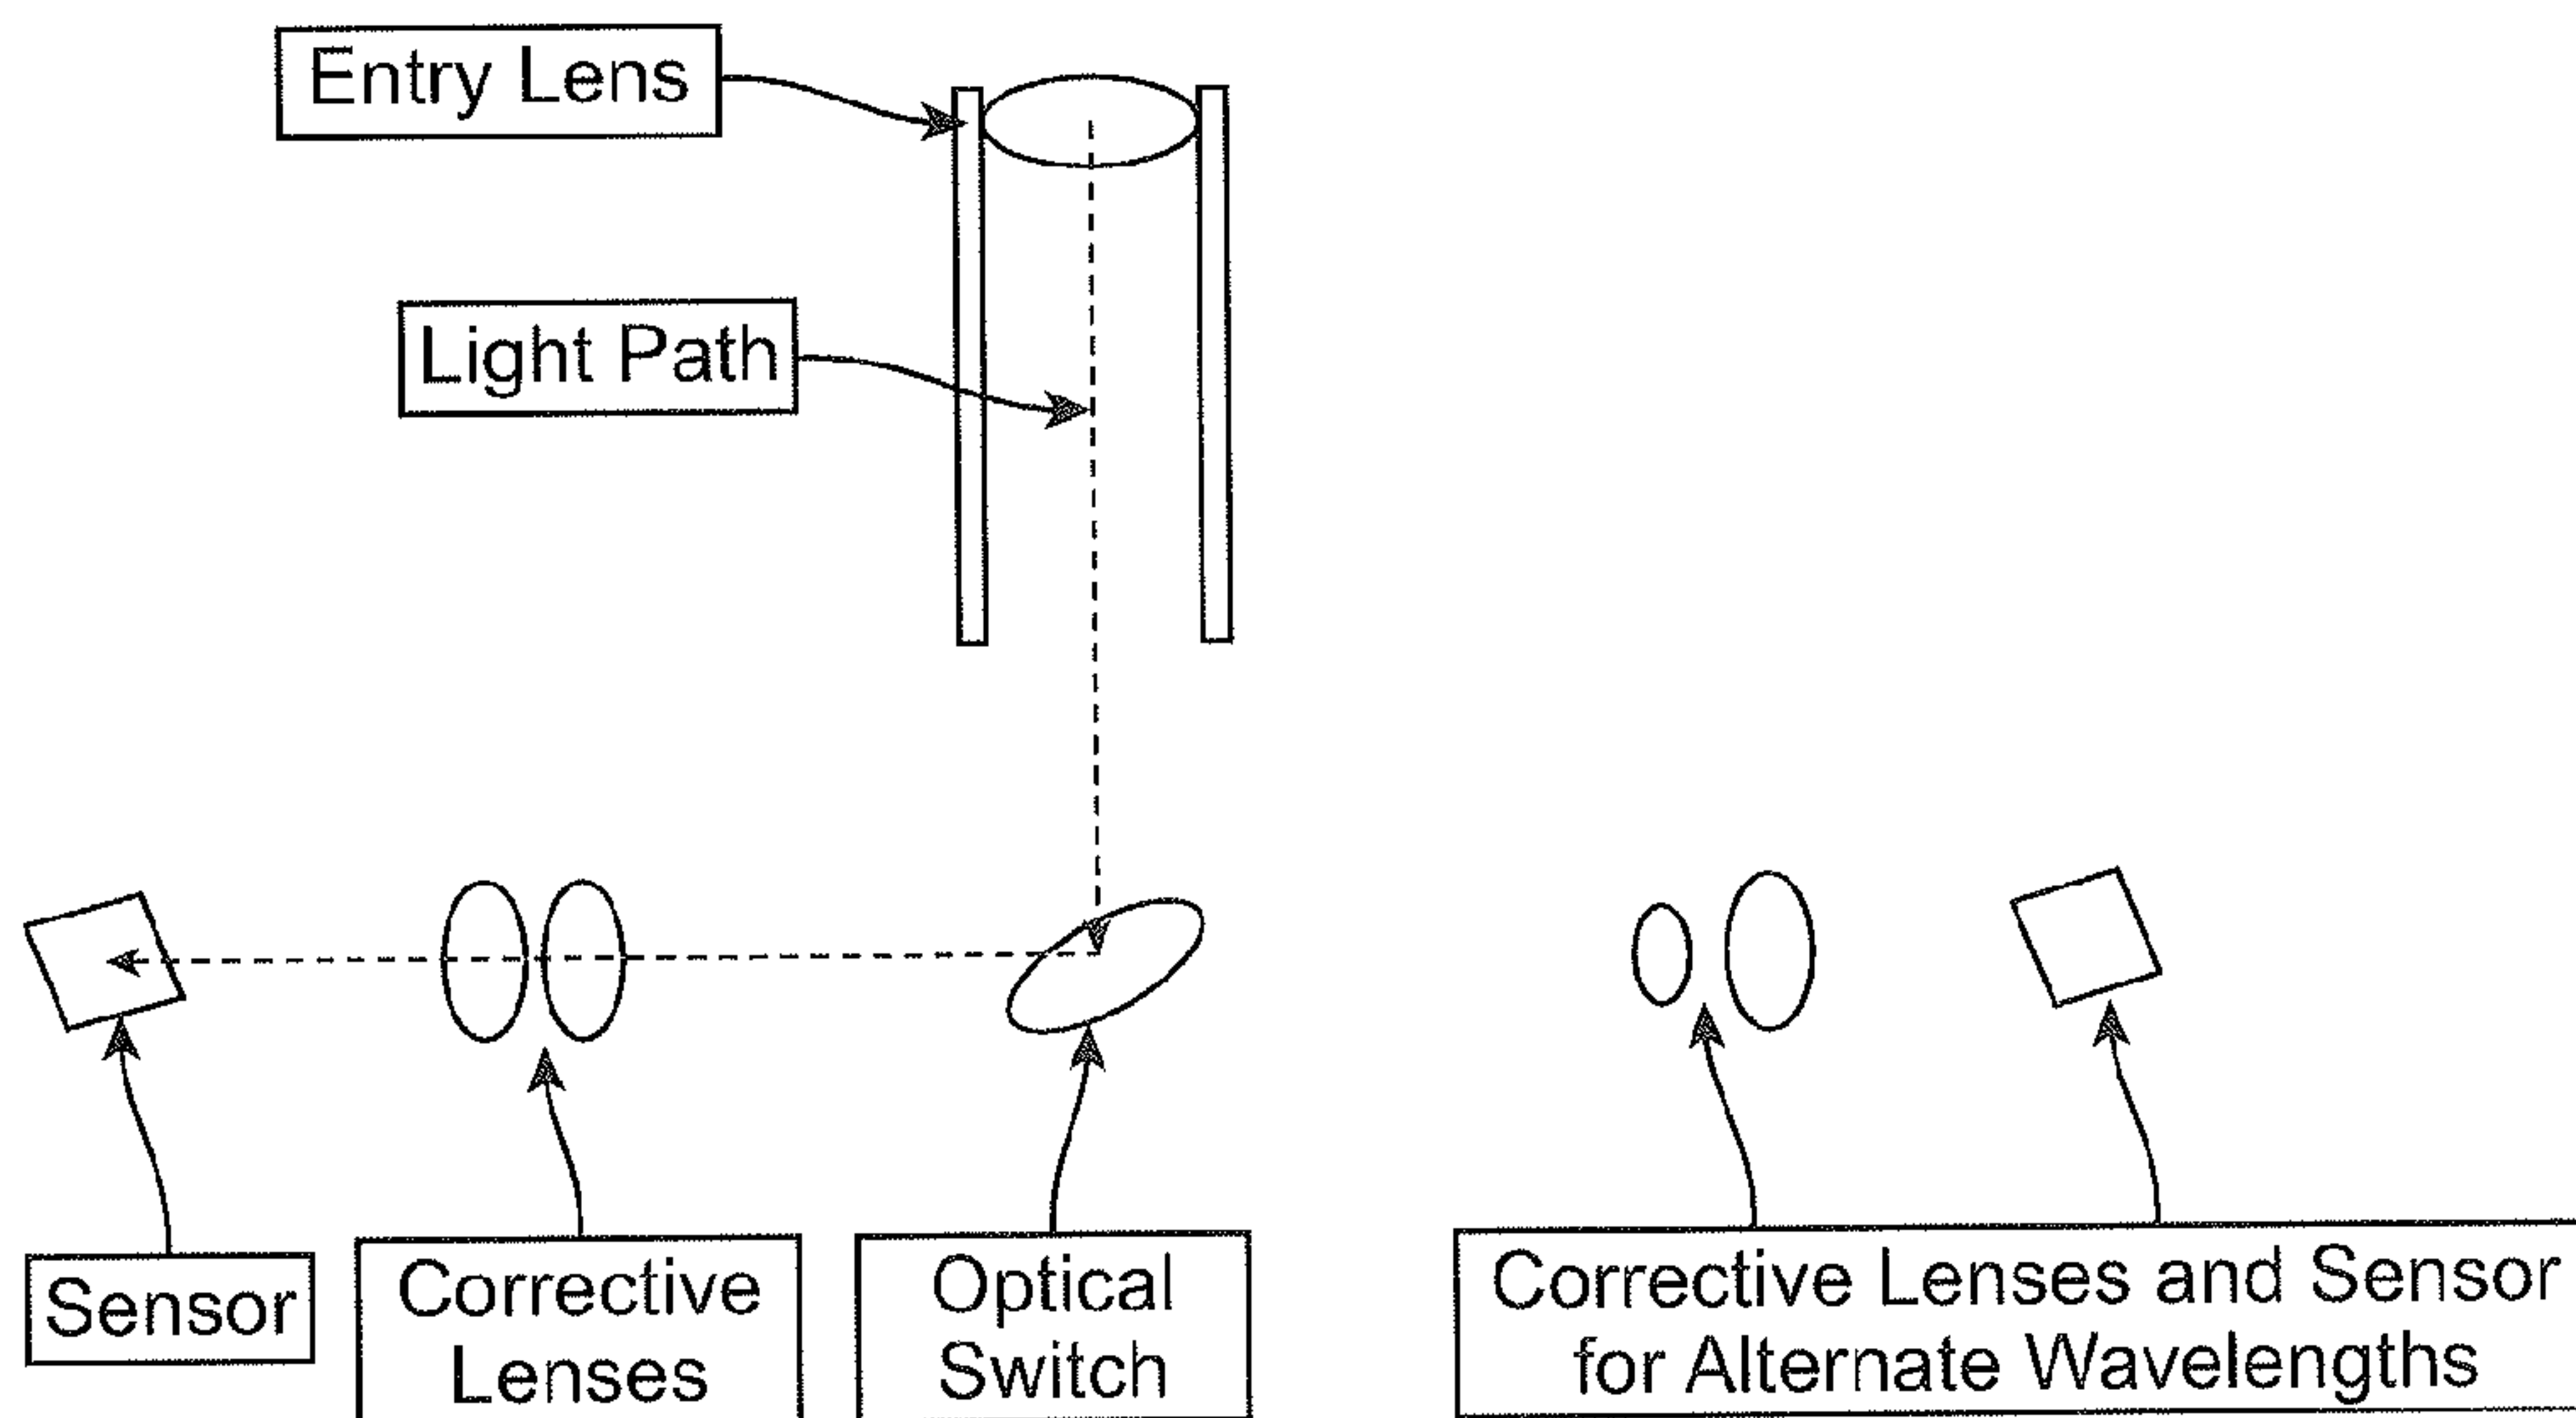 Entry Lens
Light Path
Sensor
Corrective
Lenses
Optical
Switch
Corrective Lenses and Sensor
for Alternate Wavelengths